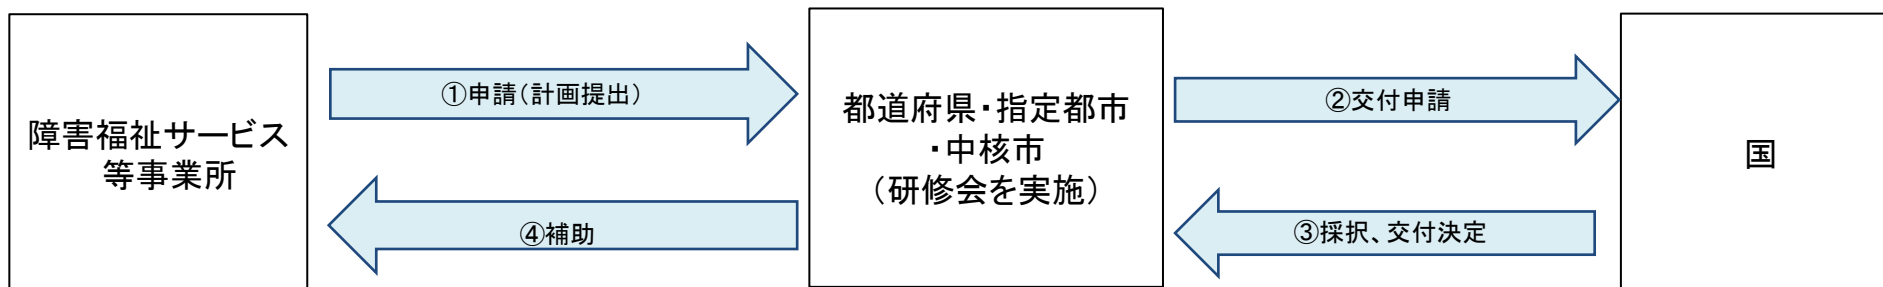 障害福祉サービス
等事業所
①申請（計画提出）
④補助
都道府県・指定都市
・中核市
（研修会を実施）
②交付申請
③採択、交付決定
国